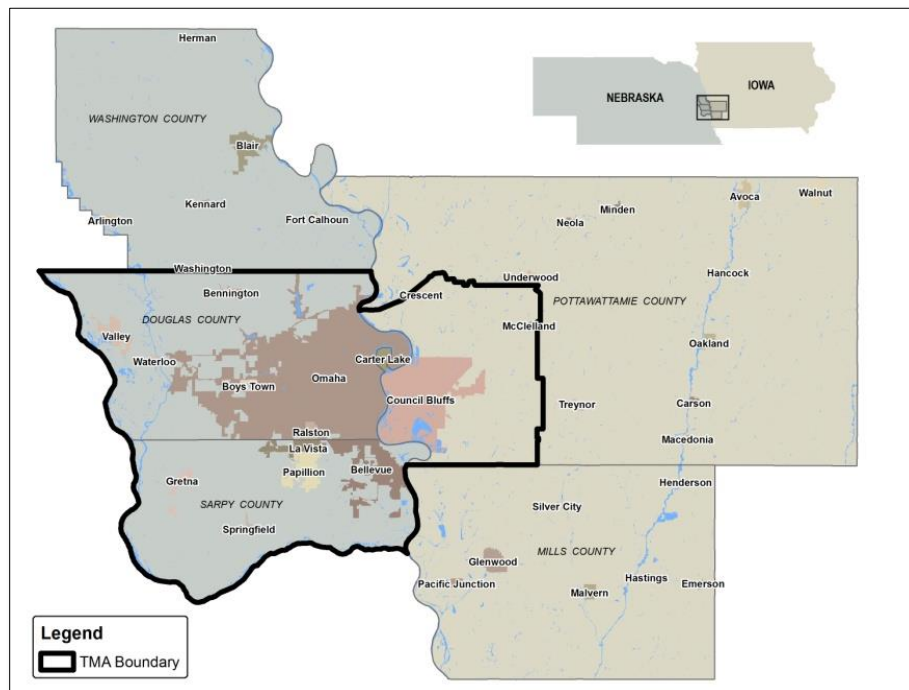 Herman
WASHINGTON COUNTY
Blair
Kennard
Arlington
Fort Calhoun
Washington
NEBRASKA
IOWA
Bennington
DOUGLAS COUNTY
Valley
Waterloo
Boys Town
Omaha
Carter Lake
Ralston
La Vista
Papillion
Bellevue
Gretna
SARPY COUNTY
Springfield
Avoca
Walnut
Minden
Neola
Underwood
Hancock
Crescent
POTTAWATTAMIE COUNTY
McClelland
Oakland
Council Bluffs
Treynor
Carson
Macedonia
Henderson
Silver City
MILLS COUNTY
Glenwood
Pacific Junction
Hastings
Emerson
Malvern
Legend
TMA Boundary